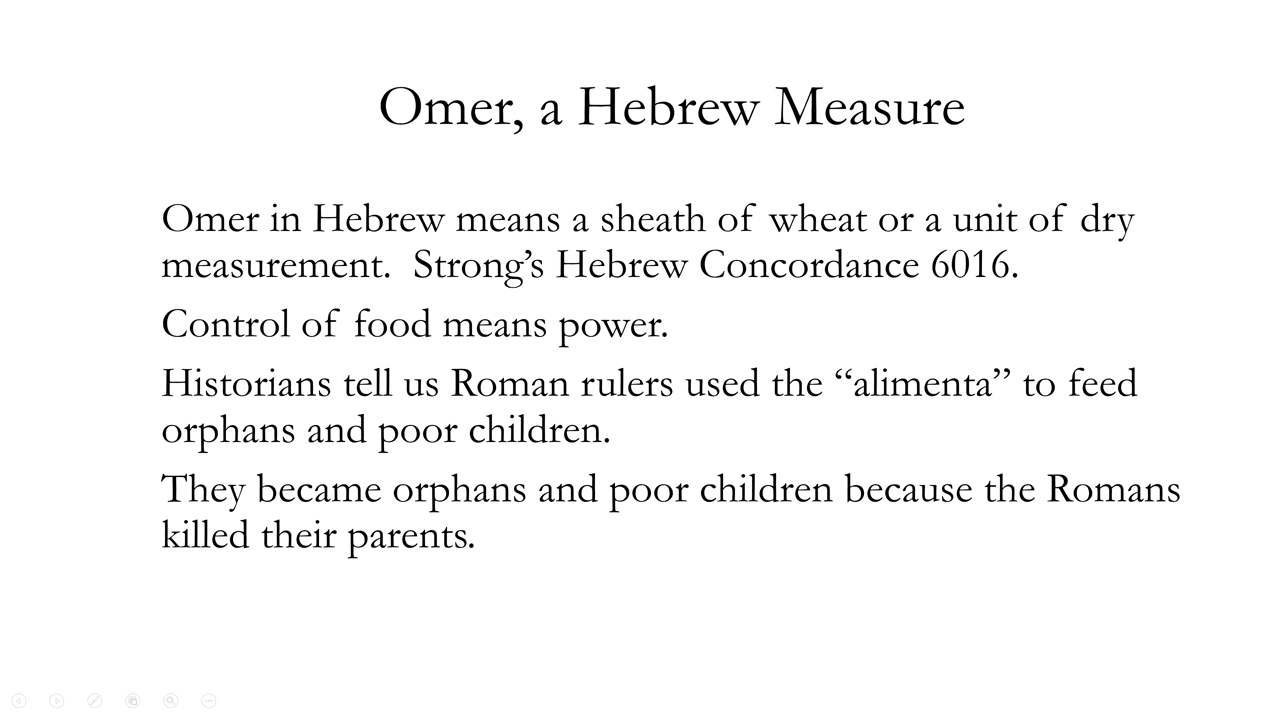 Omer, a Hebrew Measure
Omer in Hebrew means a sheath of wheat or a unit of dry
measurement.  Strong’s Hebrew Concordance 6016.
Control of food means power.
Historians tell us Roman rulers used the “alimenta” to feed
orphans and poor children.
They became orphans and poor children because the Romans
killed their parents.